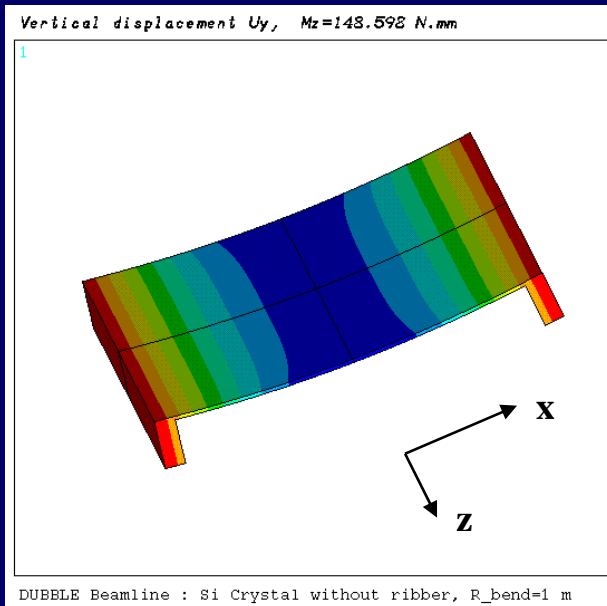 Vertical displacement Uy, Mz=148.598 N.mm
1
x
z
DUBBLE Beamline : Si Crystal without ribber, R_bend=1 m